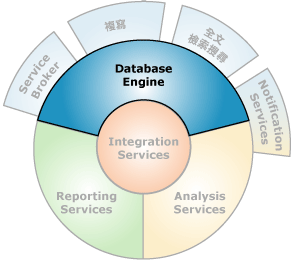 Service
Broker
複寫
全文
檢索搜尋
Notification
Services
Database
Engine
Integration
Services
Reporting
Services
Analysis
Services